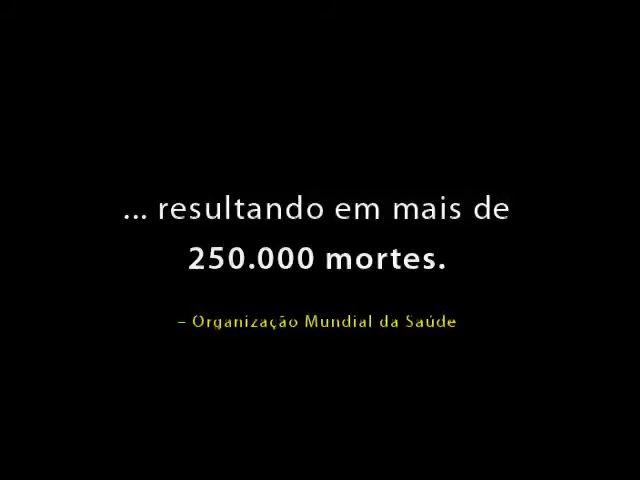 ... resultando em mais de
250.000 mortes.
– Organização Mundial da Saúde